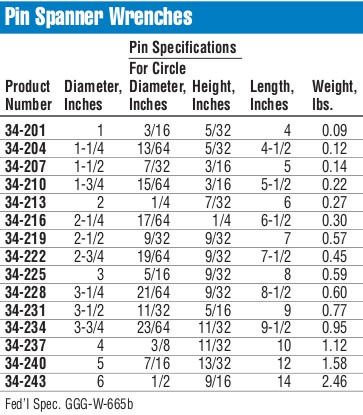 Pin Spanner Wrenches
Pin Specifications
For Circle
Product Diameter, Diameter, Height, Length, Weight,
Number Inches Inches Inches Inches lbs.
34-201 1 3/16 5/32 4 0.09
34-204 1-1/4 13/64 5/32 4-1/2 0.12
34-207 1-1/2 7/32 3/16 5 0.14
34-210 1-3/4 15/64 3/16 5-1/2 0.22
34-213 2 1/4 7/32 6 0.27
34-216 2-1/4 17/64 1/4 6-1/2 0.30
34-219 2-1/2 9/32 9/32 7 0.57
34-222 2-3/4 19/64 9/32 7-1/2 0.45
34-225 3 5/16 9/32 8 0.59
34-228 3-1/4 21/64 9/32 8-1/2 0.60
34-231 3-1/2 11/32 5/16 9 0.77
34-234 3-3/4 23/64 11/32 9-1/2 0.95
34-237 4 3/8 11/32 10 1.12
34-240 5 7/16 13/32 12 1.58
34-243 6 1/2 9/16 14 2.46
Fed'l Spec. GGG-W-665b